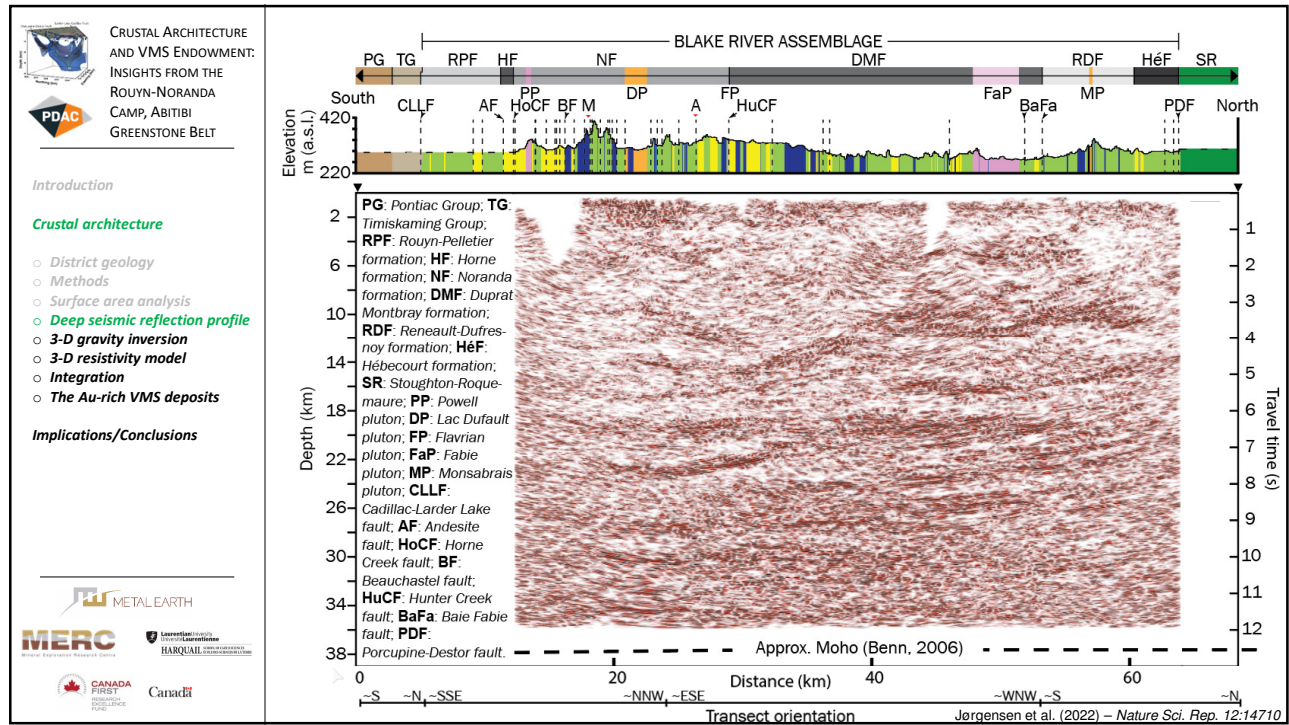 CRUSTAL ARCHITECTURE
AND VMS ENDOWMENT:
INSIGHTS FROM THE
ROUYN-NORANDA
CAMP, ABITIBI
GREENSTONE BELT
PDAC
Introduction
Crustal architecture
○ District geology
○ Methods
○ Surface area analysis
○ Deep seismic reflection profile
○ 3-D gravity inversion
○ 3-D resistivity model
○ Integration
○ The Au-rich VMS deposits
Implications/Conclusions
METAL EARTH
MERC
Mineral Exploration Research Centre
LaurentianUniversity
UniversitéLaurentienne
HARQUAIL
CANADA
FIRST
RESEARCH
EXCELLENCE
FUND
Canada
BLAKE RIVER ASSEMBLAGE
PG TG RPF HF NF DMF RDF HéF SR
PP DP FP FaP MP
South CLLF AF HoCF BF M A HuCF BaFa PDF North
Elevation
m (a.s.l.)
420
220
PG: Pontiac Group; TG:
Timiskaming Group;
RPF: Rouyn-Pelletier
formation; HF: Horne
formation; NF: Noranda
formation; DMF: Duprat
Montbray formation;
RDF: Reneault-Dufres-
noy formation; HéF:
Hébecourt formation;
SR: Stoughton-Roque-
maure; PP: Powell
pluton; DP: Lac Dufault
pluton; FP: Flavrian
pluton; FaP: Fabie
pluton; MP: Monsabrais
pluton; CLLF:
Cadillac-Larder Lake
fault; AF: Andesite
fault; HoCF: Horne
Creek fault; BF:
Beauchastel fault;
HuCF: Hunter Creek
fault; BaFa: Baie Fabie
fault; PDF:
Porcupine-Destor fault.
Depth (km)
2
6
10
14
18
22
26
30
34
38
Travel time (s)
1
2
3
4
5
6
7
8
9
10
11
12
Approx. Moho (Benn, 2006)
0 20 40 60
Distance (km)
~S ~N ~SSE ~NNW ~ESE ~WNW ~S ~N
Transect orientation
Jørgensen et al. (2022) – Nature Sci. Rep. 12:14710